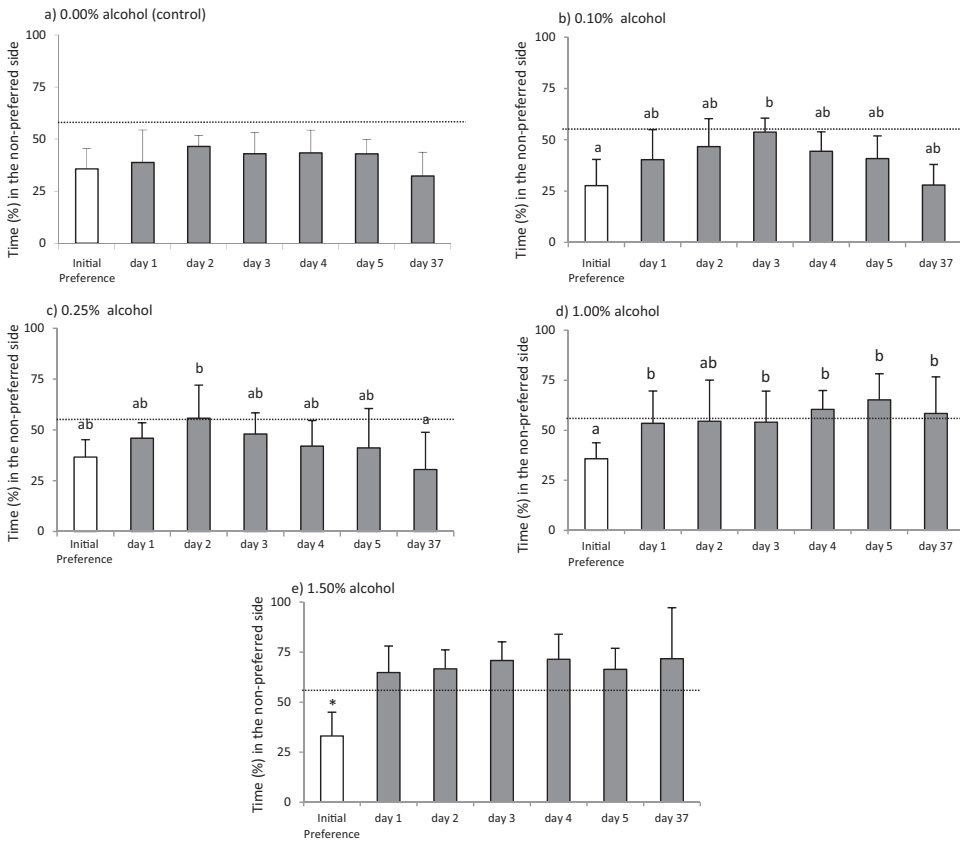 a) 0.00% alcohol (control)
Time (%) in the non-preferred side
100
75
50
25
0
Initial
Preference
day 1
day 2
day 3
day 4
day 5
day 37
b) 0.10% alcohol
Time (%) in the non-preferred side
100
75
50
25
0
a
ab
ab
b
ab
ab
ab
Initial
Preference
day 1
day 2
day 3
day 4
day 5
day 37
c) 0.25% alcohol
Time (%) in the non-preferred side
100
75
50
25
0
ab
ab
b
ab
ab
ab
a
Initial
Preference
day 1
day 2
day 3
day 4
day 5
day 37
d) 1.00% alcohol
Time (%) in the non-preferred side
100
75
50
25
0
a
b
ab
b
b
b
b
Initial
Preference
day 1
day 2
day 3
day 4
day 5
day 37
e) 1.50% alcohol
Time (%) in the non-preferred side
100
75
50
25
0
*
Initial
Preference
day 1
day 2
day 3
day 4
day 5
day 37